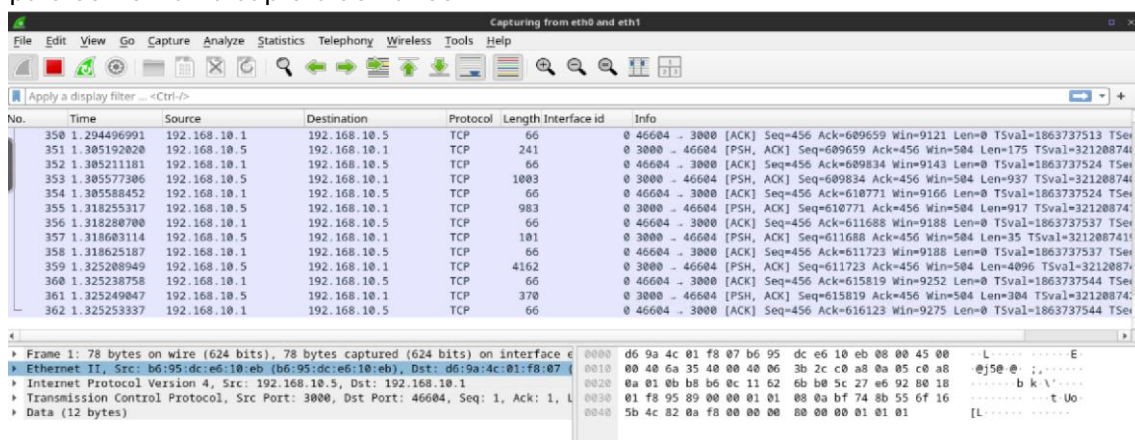 Capturing from eth0 and eth1
File Edit View Go Capture Analyze Statistics Telephony Wireless Tools Help
Apply a display filter ... <Ctrl-/>
No. Time Source Destination Protocol Length Interface id Info
350 1.294496991 192.168.10.1 192.168.10.5 TCP 66 0 46604 → 3000 [ACK] Seq=456 Ack=609659 Win=9121 Len=0 TSval=1863737513 TSe
351 1.305192020 192.168.10.5 192.168.10.1 TCP 241 0 3000 → 46604 [PSH, ACK] Seq=609659 Ack=456 Win=504 Len=175 TSval=321208740
352 1.305211181 192.168.10.1 192.168.10.5 TCP 66 0 46604 → 3000 [ACK] Seq=456 Ack=609834 Win=9143 Len=0 TSval=1863737524 TSe
353 1.305577306 192.168.10.5 192.168.10.1 TCP 1003 0 3000 → 46604 [PSH, ACK] Seq=609834 Ack=456 Win=504 Len=937 TSval=32120874
354 1.305588452 192.168.10.1 192.168.10.5 TCP 66 0 46604 → 3000 [ACK] Seq=456 Ack=610771 Win=9166 Len=0 TSval=1863737524 TSe
355 1.318255317 192.168.10.5 192.168.10.1 TCP 983 0 3000 → 46604 [PSH, ACK] Seq=610771 Ack=456 Win=504 Len=917 TSval=32120874
356 1.318280700 192.168.10.1 192.168.10.5 TCP 66 0 46604 → 3000 [ACK] Seq=456 Ack=611688 Win=9188 Len=0 TSval=1863737537 TSe
357 1.318603114 192.168.10.5 192.168.10.1 TCP 101 0 3000 → 46604 [PSH, ACK] Seq=611688 Ack=456 Win=504 Len=35 TSval=321208741
358 1.318625187 192.168.10.1 192.168.10.5 TCP 66 0 46604 → 3000 [ACK] Seq=456 Ack=611723 Win=9188 Len=0 TSval=1863737537 TSe
359 1.325208949 192.168.10.5 192.168.10.1 TCP 4162 0 3000 → 46604 [PSH, ACK] Seq=611723 Ack=456 Win=504 Len=4096 TSval=3212087
360 1.325238758 192.168.10.1 192.168.10.5 TCP 66 0 46604 → 3000 [ACK] Seq=456 Ack=615819 Win=9252 Len=0 TSval=1863737544 TSe
361 1.325249047 192.168.10.5 192.168.10.1 TCP 370 0 3000 → 46604 [PSH, ACK] Seq=615819 Ack=456 Win=504 Len=304 TSval=32120874
362 1.325253337 192.168.10.1 192.168.10.5 TCP 66 0 46604 → 3000 [ACK] Seq=456 Ack=616123 Win=9275 Len=0 TSval=1863737544 TSe
Frame 1: 78 bytes on wire (624 bits), 78 bytes captured (624 bits) on interface e
Ethernet II, Src: b6:95:dc:e6:10:eb (b6:95:dc:e6:10:eb), Dst: d6:9a:4c:01:f8:07 (
Internet Protocol Version 4, Src: 192.168.10.5, Dst: 192.168.10.1
Transmission Control Protocol, Src Port: 3000, Dst Port: 46604, Seq: 1, Ack: 1, L
Data (12 bytes)
0000 d6 9a 4c 01 f8 07 b6 95 dc e6 10 eb 08 00 45 00 ··L····· ······E·
0010 00 40 6a 35 40 00 40 06 3b 2c c0 a8 0a 05 c0 a8 ·@j5@·@· ;,······
0020 0a 01 0b b8 b6 0c 11 62 6b b0 5c 27 e6 92 80 18 ·······b k·\'····
0030 01 f8 95 89 00 00 01 01 08 0a bf 74 8b 55 6f 16 ········ ···t·Uo·
0040 5b 4c 82 0a f8 00 00 00 80 00 00 01 01 01 [L······ ······